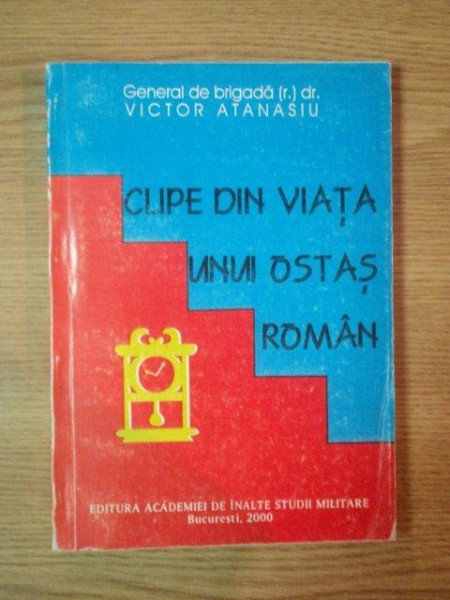 General de brigadă (r.) dr.
VICTOR ATANASIU
CLIPE DIN VIAȚA
UNUI OSTAȘ
ROMÂN
EDITURA ACADEMIEI DE ÎNALTE STUDII MILITARE
București, 2000